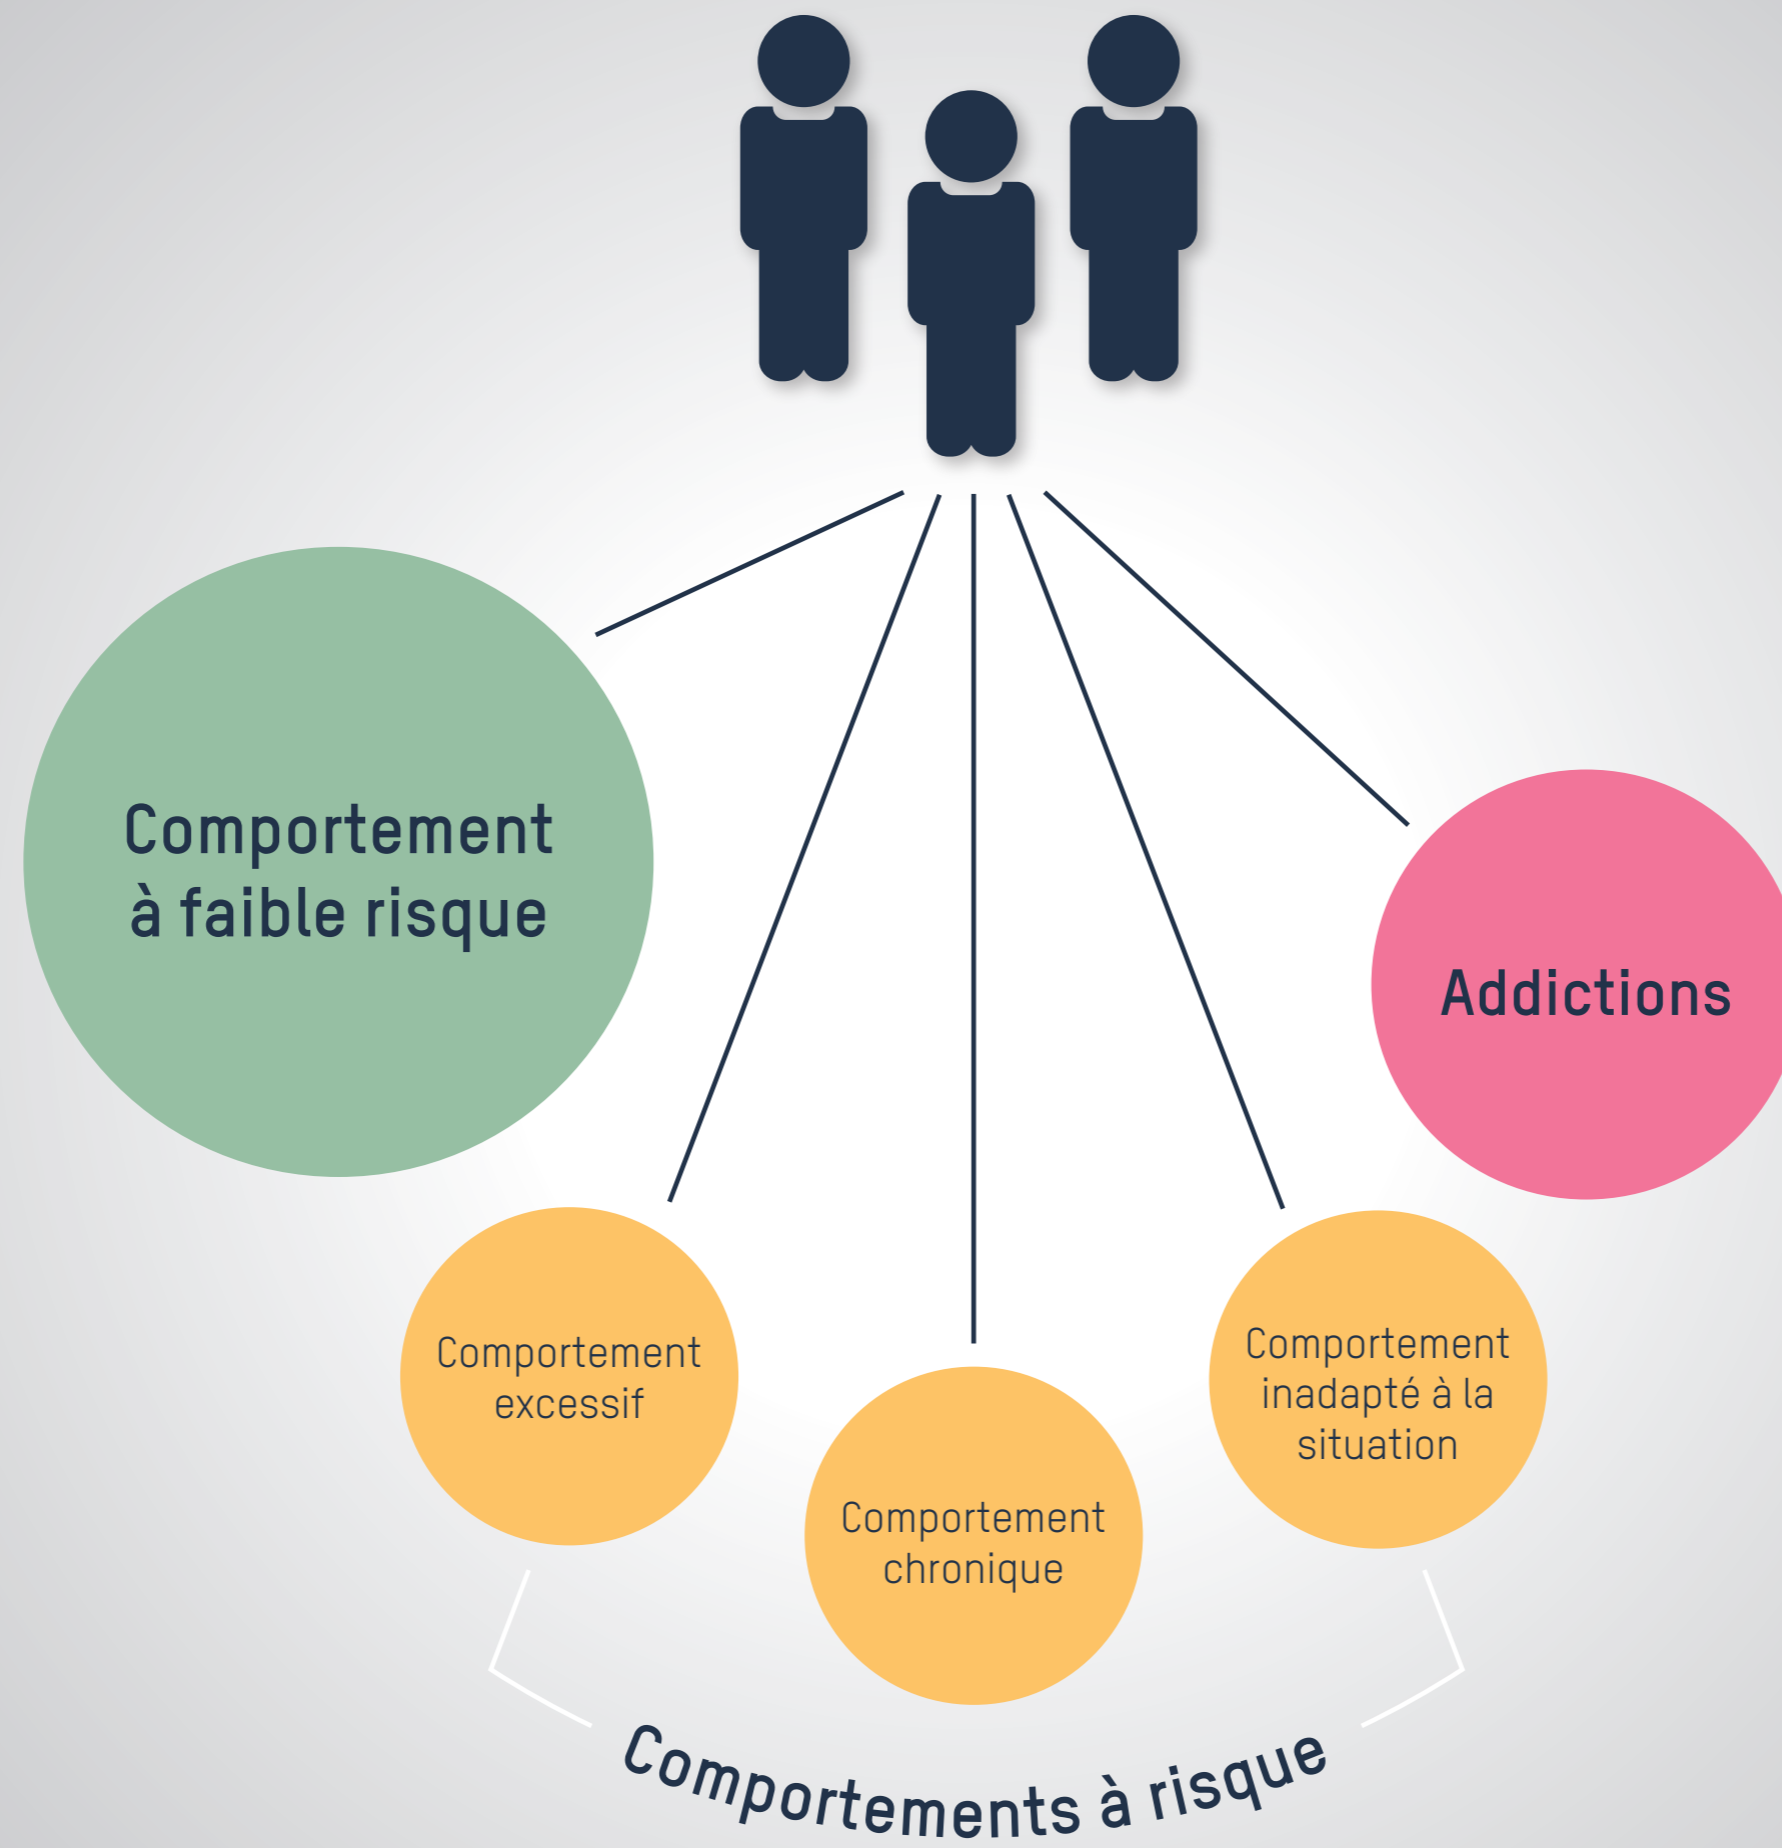 Comportement
à faible risque
Addictions
Comportement
excessif
Comportement
chronique
Comportement
inadapté à la
situation
Comportements à risque